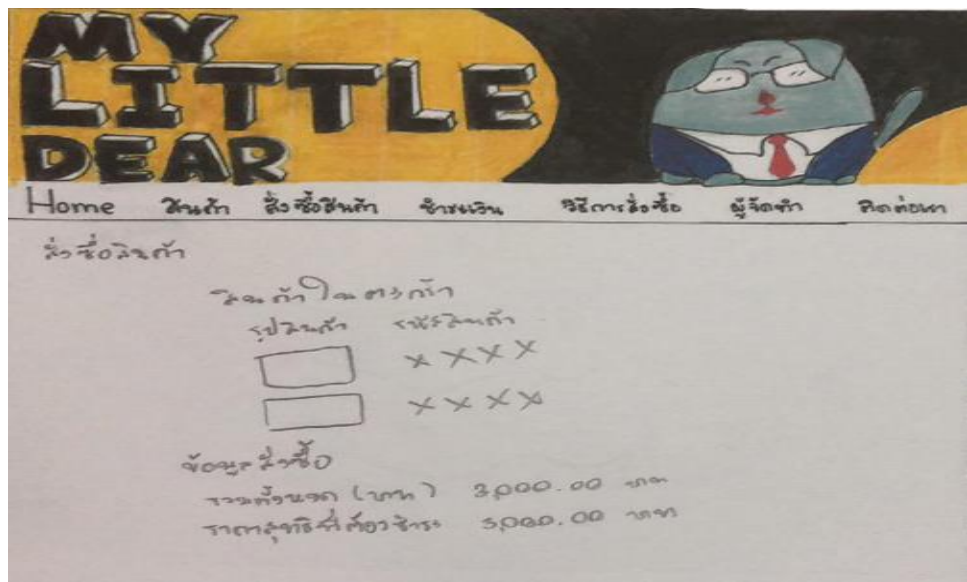 MY
LITTLE
DEAR
Home สินค้า สั่งซื้อสินค้า ชำระเงิน วิธีการสั่งซื้อ ผู้จัดทำ ติดต่อเรา
สั่งซื้อสินค้า
สินค้าในตะกร้า
รูปสินค้า รหัสสินค้า
XXXX
XXXX
ข้อมูลสั่งซื้อ
รวมทั้งหมด (บาท) 3,000.00 บาท
ราคาสุทธิที่ต้องชำระ 3,000.00 บาท